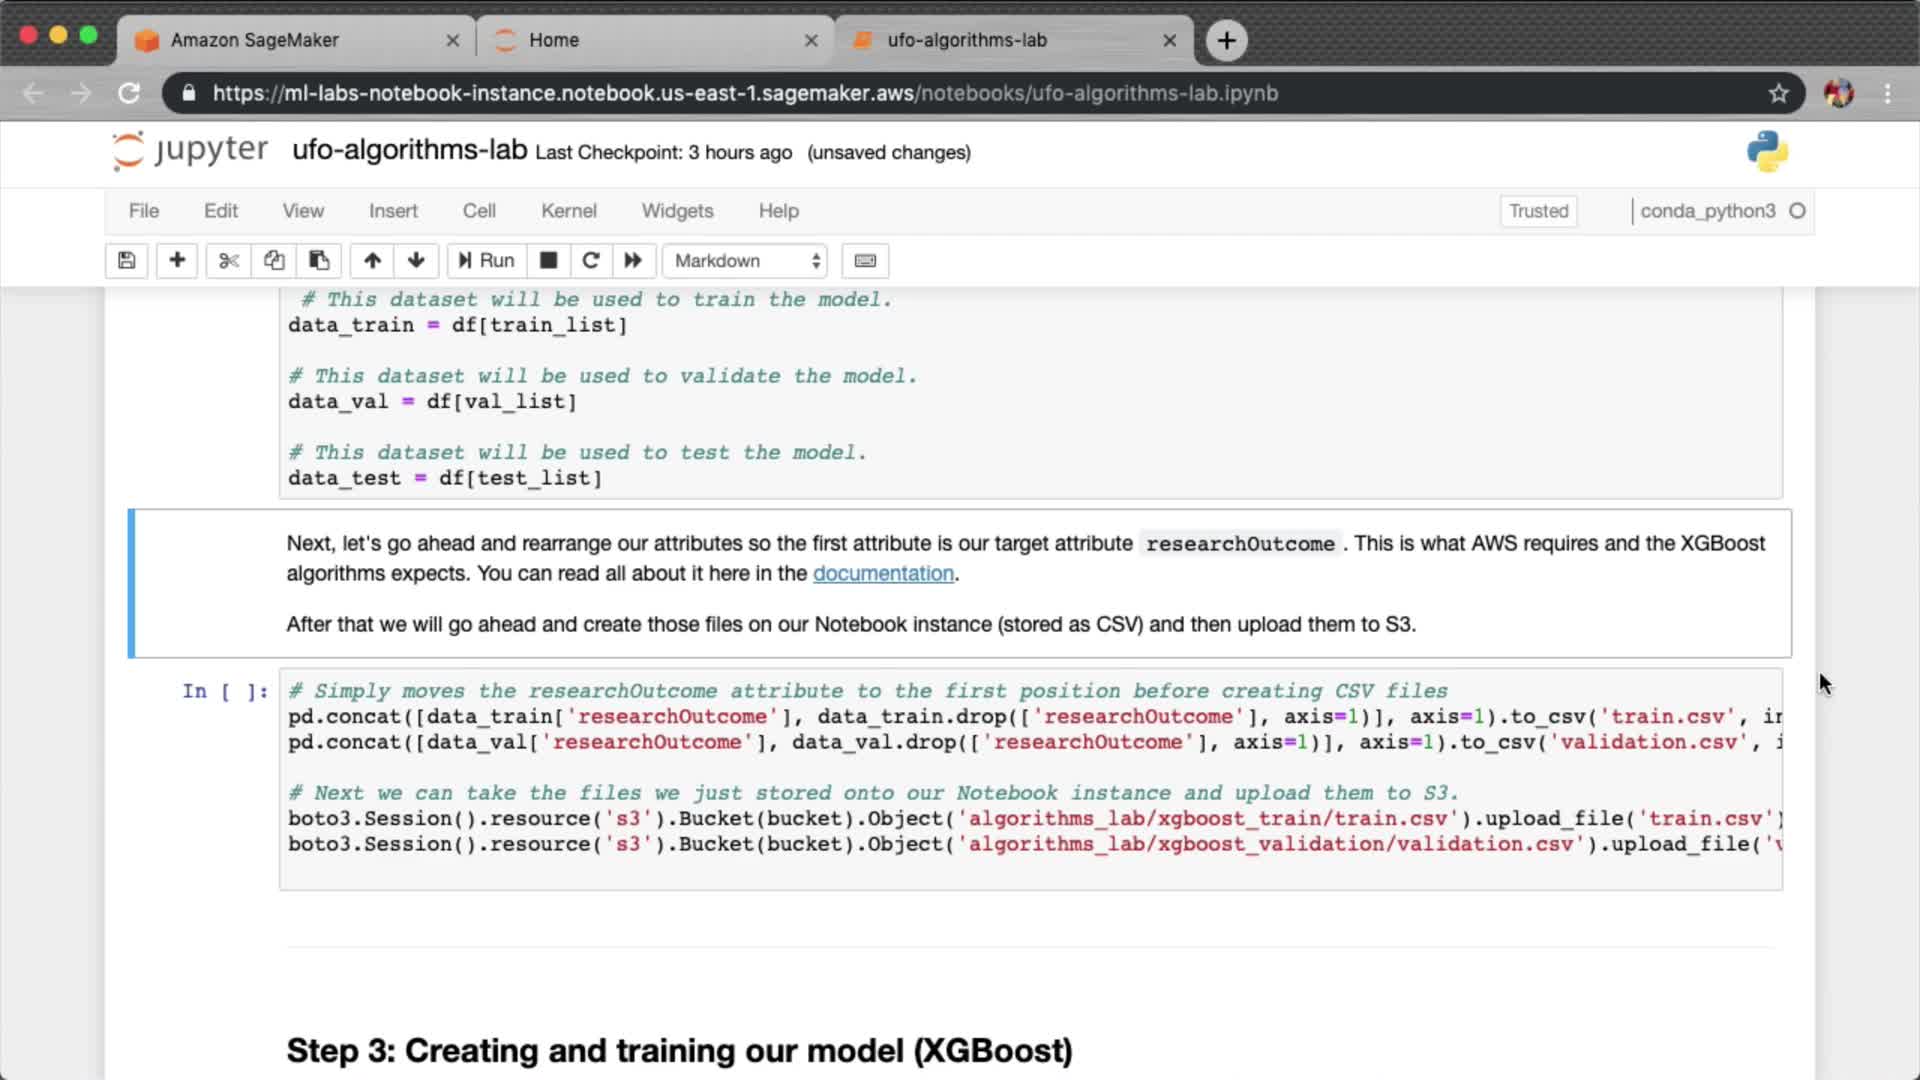 Amazon SageMaker
Home
ufo-algorithms-lab
https://ml-labs-notebook-instance.notebook.us-east-1.sagemaker.aws/notebooks/ufo-algorithms-lab.ipynb
jupyter ufo-algorithms-lab Last Checkpoint: 3 hours ago (unsaved changes)
File Edit View Insert Cell Kernel Widgets Help Trusted conda_python3
Run Markdown
# This dataset will be used to train the model.
data_train = df[train_list]
# This dataset will be used to validate the model.
data_val = df[val_list]
# This dataset will be used to test the model.
data_test = df[test_list]
Next, let's go ahead and rearrange our attributes so the first attribute is our target attribute researchOutcome . This is what AWS requires and the XGBoost
algorithms expects. You can read all about it here in the documentation.
After that we will go ahead and create those files on our Notebook instance (stored as CSV) and then upload them to S3.
In [ ]: # Simply moves the researchOutcome attribute to the first position before creating CSV files
pd.concat([data_train['researchOutcome'], data_train.drop(['researchOutcome'], axis=1)], axis=1).to_csv('train.csv', i
pd.concat([data_val['researchOutcome'], data_val.drop(['researchOutcome'], axis=1)], axis=1).to_csv('validation.csv', i
# Next we can take the files we just stored onto our Notebook instance and upload them to S3.
boto3.Session().resource('s3').Bucket(bucket).Object('algorithms_lab/xgboost_train/train.csv').upload_file('train.csv')
boto3.Session().resource('s3').Bucket(bucket).Object('algorithms_lab/xgboost_validation/validation.csv').upload_file('v
Step 3: Creating and training our model (XGBoost)